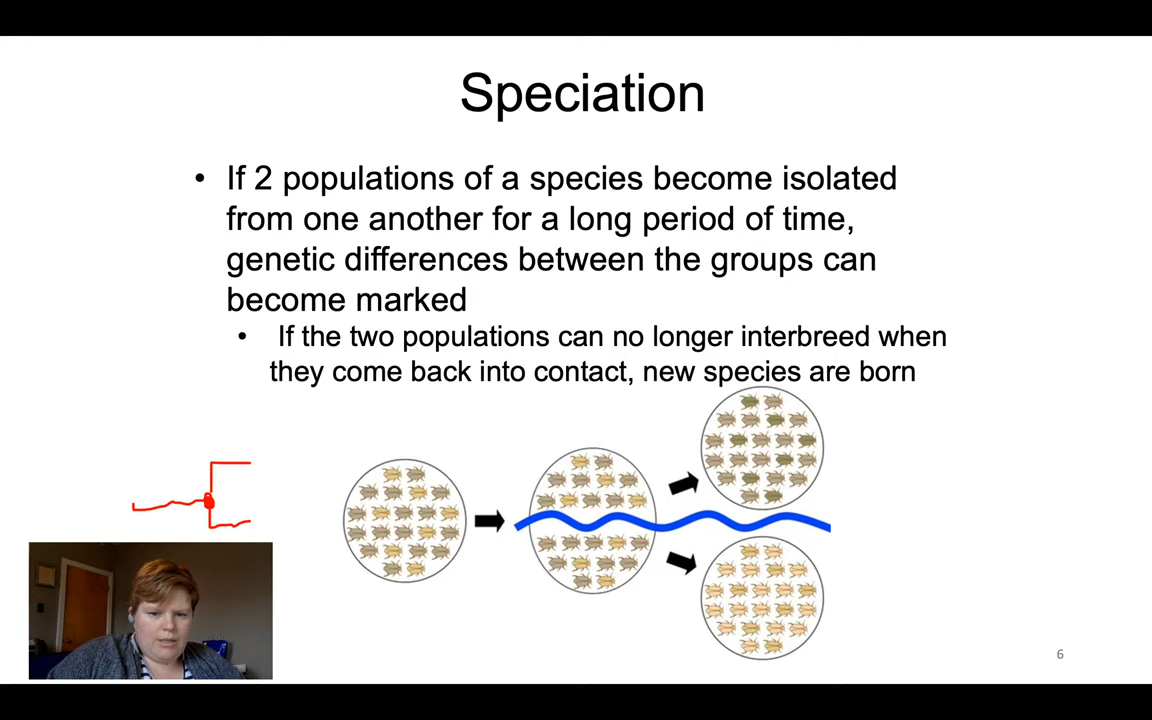 Speciation
• If 2 populations of a species become isolated
from one another for a long period of time,
genetic differences between the groups can
become marked
• If the two populations can no longer interbreed when
they come back into contact, new species are born
6